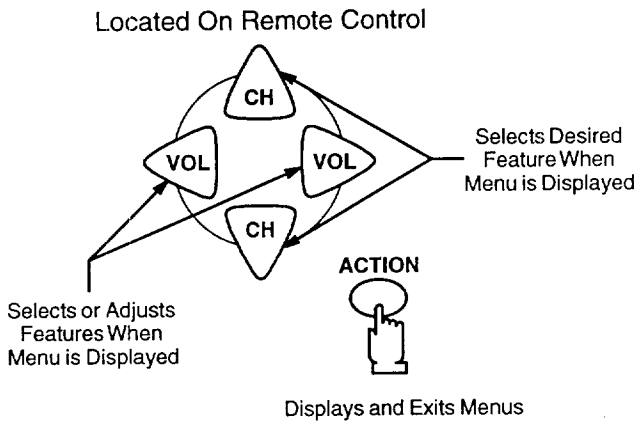 Located On Remote Control
CH
VOL
VOL
CH
Selects Desired
Feature When
Menu is Displayed
ACTION
Selects or Adjusts
Features When
Menu is Displayed
Displays and Exits Menus